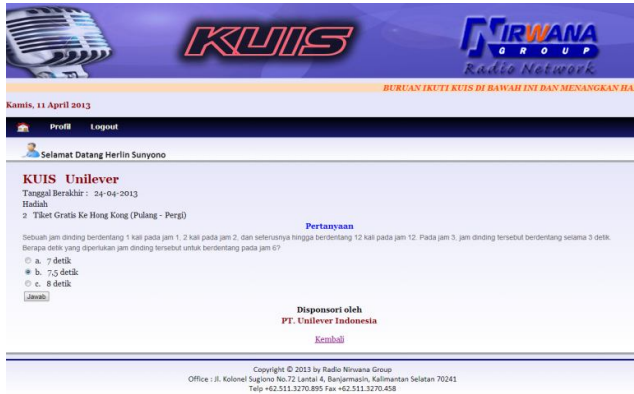 KUIS
NIRWANA
GROUP
Radio Network
BURUAN IKUTI KUIS DI BAWAH INI DAN MENANGKAN HA
Kamis, 11 April 2013
Profil Logout
Selamat Datang Herlin Sunyono
KUIS Unilever
Tanggal Berakhir : 24-04-2013
Hadiah
2 Tiket Gratis Ke Hong Kong (Pulang - Pergi)
Pertanyaan
Sebuah jam dinding berdentang 1 kali pada jam 1, 2 kali pada jam 2, dan seterusnya hingga berdentang 12 kali pada jam 12. Pada jam 3, jam dinding tersebut berdentang selama 3 detik.
Berapa detik yang diperlukan jam dinding tersebut untuk berdentang pada jam 6?
a. 7 detik
b. 7,5 detik
c. 8 detik
Jawab
Disponsori oleh
PT. Unilever Indonesia
Kembali
Copyright © 2013 by Radio Nirwana Group
Office : Jl. Kolonel Sugiono No.72 Lantai 4, Banjarmasin, Kalimantan Selatan 70241
Telp +62.511.3270.895 Fax +62.511.3270.458